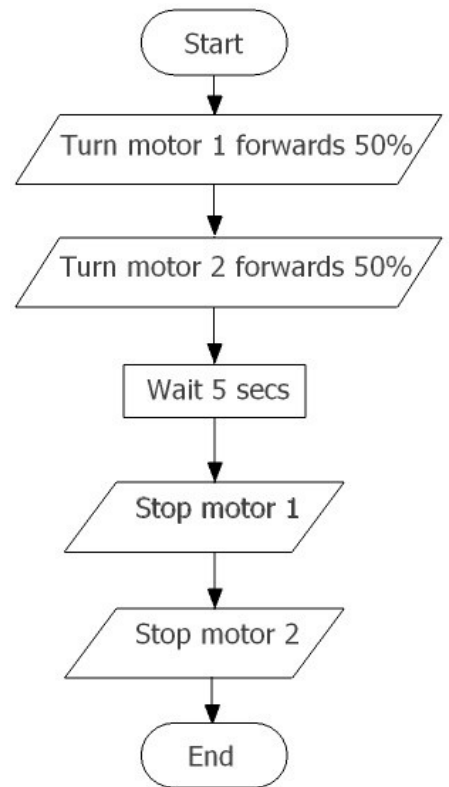 Start
Turn motor 1 forwards 50%
Turn motor 2 forwards 50%
Wait 5 secs
Stop motor 1
Stop motor 2
End